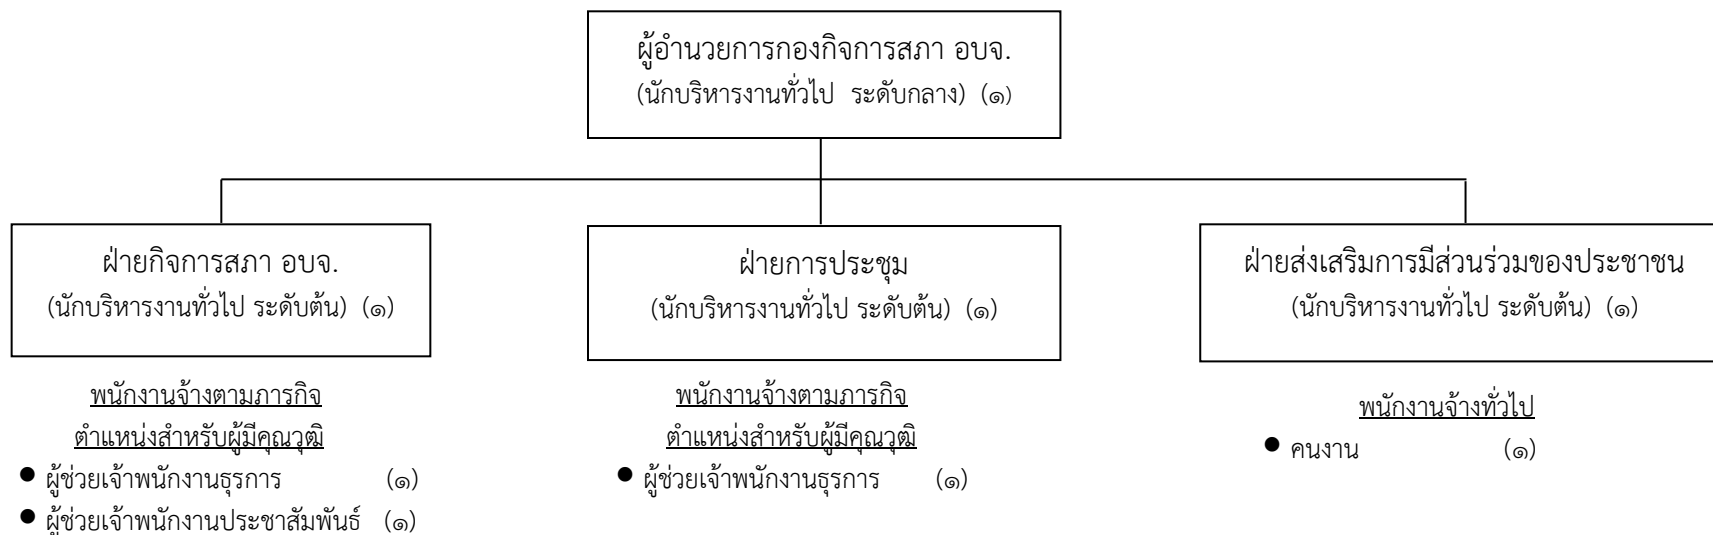 ผู้อำนวยการกองกิจการสภา อบจ.
(นักบริหารงานทั่วไป ระดับกลาง) (๑)
ฝ่ายกิจการสภา อบจ.
(นักบริหารงานทั่วไป ระดับต้น) (๑)
พนักงานจ้างตามภารกิจ
ตำแหน่งสำหรับผู้มีคุณวุฒิ
● ผู้ช่วยเจ้าพนักงานธุรการ (๑)
● ผู้ช่วยเจ้าพนักงานประชาสัมพันธ์ (๑)
ฝ่ายการประชุม
(นักบริหารงานทั่วไป ระดับต้น) (๑)
พนักงานจ้างตามภารกิจ
ตำแหน่งสำหรับผู้มีคุณวุฒิ
● ผู้ช่วยเจ้าพนักงานธุรการ (๑)
ฝ่ายส่งเสริมการมีส่วนร่วมของประชาชน
(นักบริหารงานทั่วไป ระดับต้น) (๑)
พนักงานจ้างทั่วไป
● คนงาน (๑)